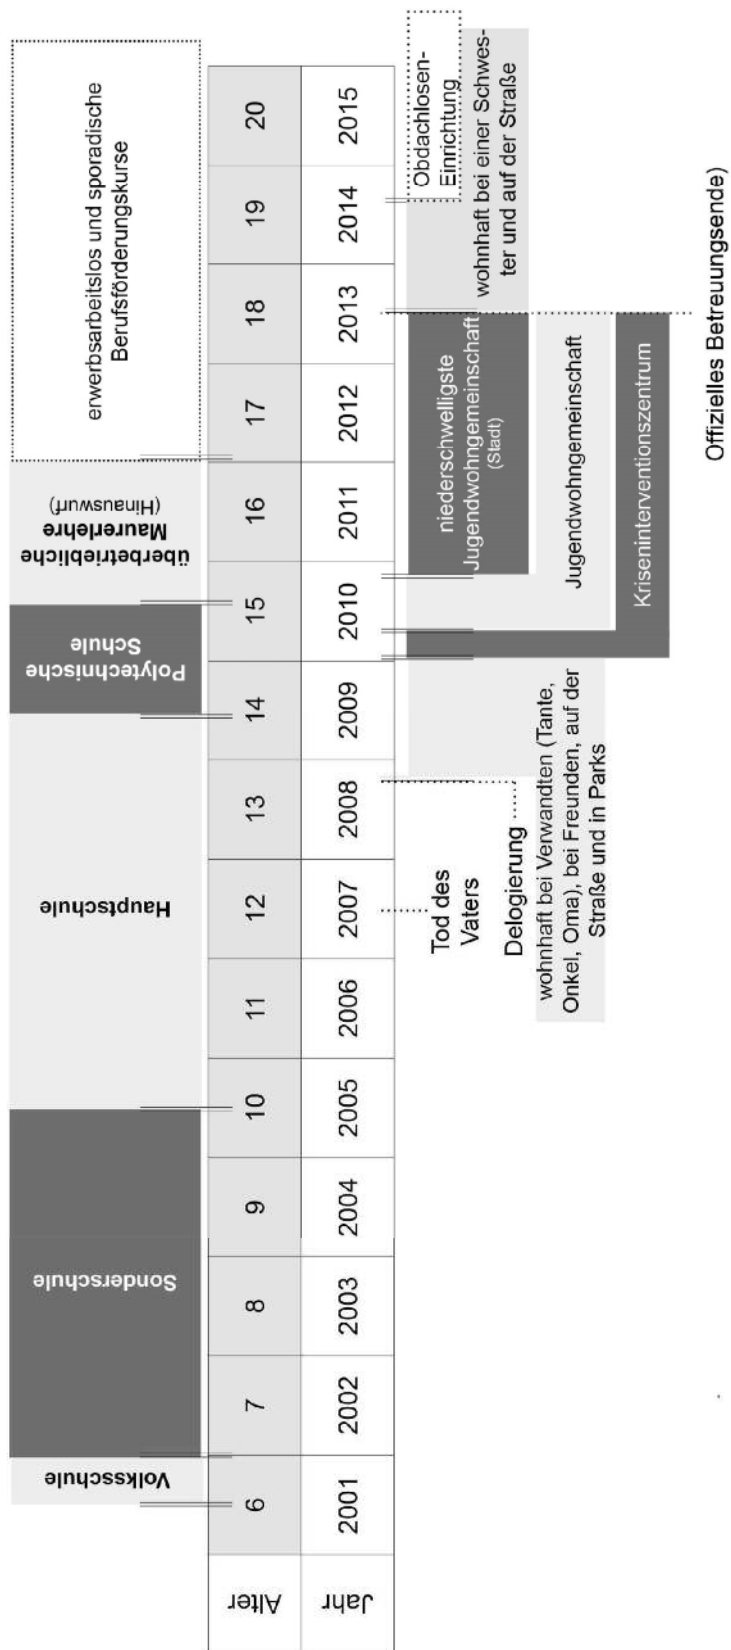 Volksschule
Sonderschule
Hauptschule
Polytechnische
Schule
überbetriebliche
Maurerlehre
(Hinauswurf)
erwerbsarbeitslos und sporadische
Berufsförderungskurse
Alter 6 7 8 9 10 11 12 13 14 15 16 17 18 19 20
Jahr 2001 2002 2003 2004 2005 2006 2007 2008 2009 2010 2011 2012 2013 2014 2015
Tod des
Vaters
Delogierung
wohnhaft bei Verwandten (Tante,
Onkel, Oma), bei Freunden, auf der
Straße und in Parks
niederschwelligste
Jugendwohngemeinschaft
(Stadt)
Jugendwohngemeinschaft
Kriseninterventionszentrum
Obdachlosen-
Einrichtung
wohnhaft bei einer Schwes-
ter und auf der Straße
Offizielles Betreuungsende)